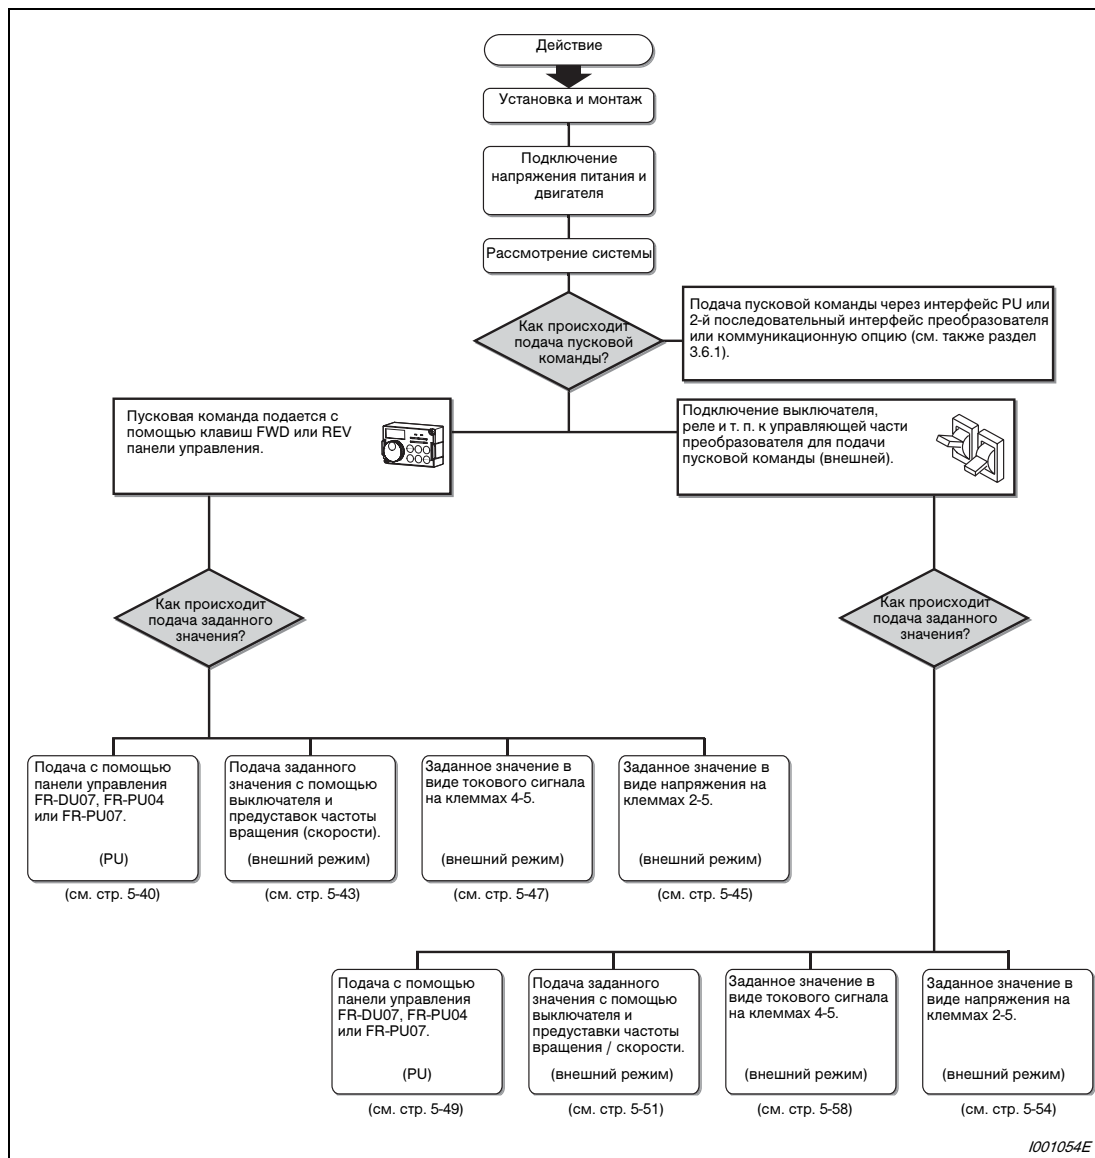 Действие
Установка и монтаж
Подключение
напряжения питания и
двигателя
Рассмотрение системы
Как происходит
подача пусковой
команды?
Подача пусковой команды через интерфейс PU или
2-й последовательный интерфейс преобразователя
или коммуникационную опцию (см. также раздел
3.6.1).
Пусковая команда подается с
помощью клавиш FWD или REV
панели управления.
Подключение выключателя,
реле и т. п. к управляющей части
преобразователя для подачи
пусковой команды (внешней).
Как происходит
подача заданного
значения?
Как происходит
подача заданного
значения?
Подача с помощью
панели управления
FR-DU07, FR-PU04
или FR-PU07.
(PU)
(см. стр. 5-40)
Подача заданного
значения с помощью
выключателя и
предуставок частоты
вращения (скорости).
(внешний режим)
(см. стр. 5-43)
Заданное значение в
виде токового сигнала
на клеммах 4-5.
(внешний режим)
(см. стр. 5-47)
Заданное значение в
виде напряжения на
клеммах 2-5.
(внешний режим)
(см. стр. 5-45)
Подача с помощью
панели управления
FR-DU07, FR-PU04
или FR-PU07.
(PU)
(см. стр. 5-49)
Подача заданного
значения с помощью
выключателя и
предуставки частоты
вращения / скорости.
(внешний режим)
(см. стр. 5-51)
Заданное значение в
виде токового сигнала
на клеммах 4-5.
(внешний режим)
(см. стр. 5-58)
Заданное значение в
виде напряжения на
клеммах 2-5.
(внешний режим)
(см. стр. 5-54)
I001054E